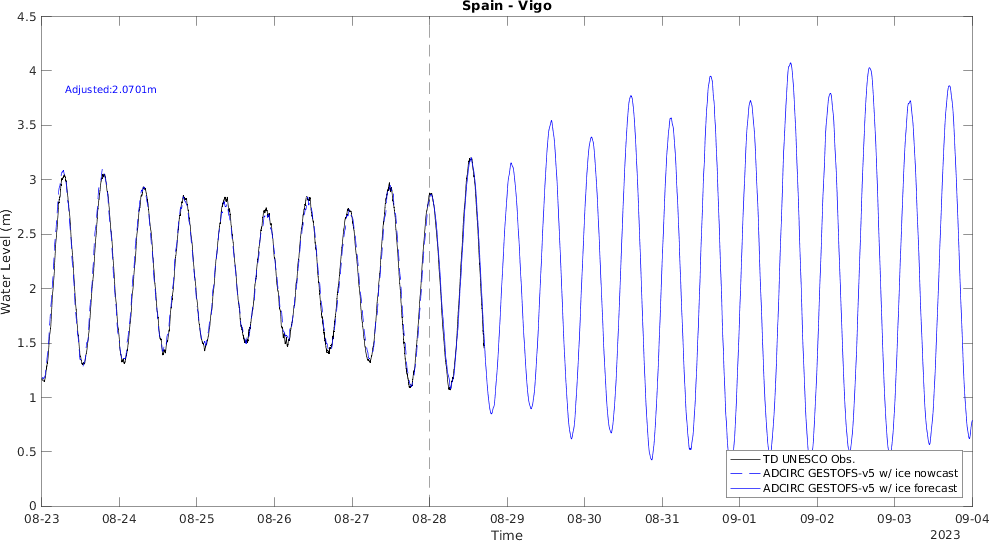 Spain - Vigo
4.5
4
3.5
3
2.5
2
1.5
1
0.5
0
Water Level (m)
Adjusted:2.0701m
TD UNESCO Obs.
ADCIRC GESTOFS-v5 w/ ice nowcast
ADCIRC GESTOFS-v5 w/ ice forecast
08-23 08-24 08-25 08-26 08-27 08-28 08-29 08-30 08-31 09-01 09-02 09-03 09-04
Time
2023